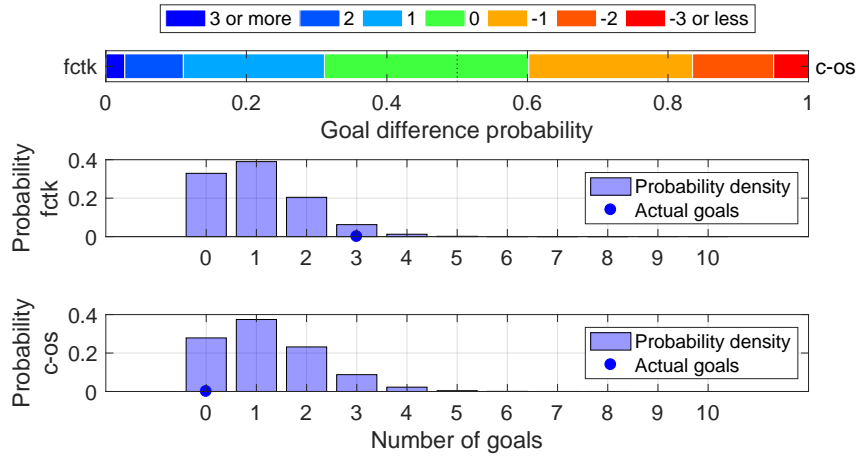 3 or more 2 1 0 -1 -2 -3 or less
fctk c-os
0 0.2 0.4 0.6 0.8 1
Goal difference probability
Probability
fctk
0.4
0.2
0
Probability density
Actual goals
0 1 2 3 4 5 6 7 8 9 10
Probability
c-os
0.4
0.2
0
Probability density
Actual goals
0 1 2 3 4 5 6 7 8 9 10
Number of goals